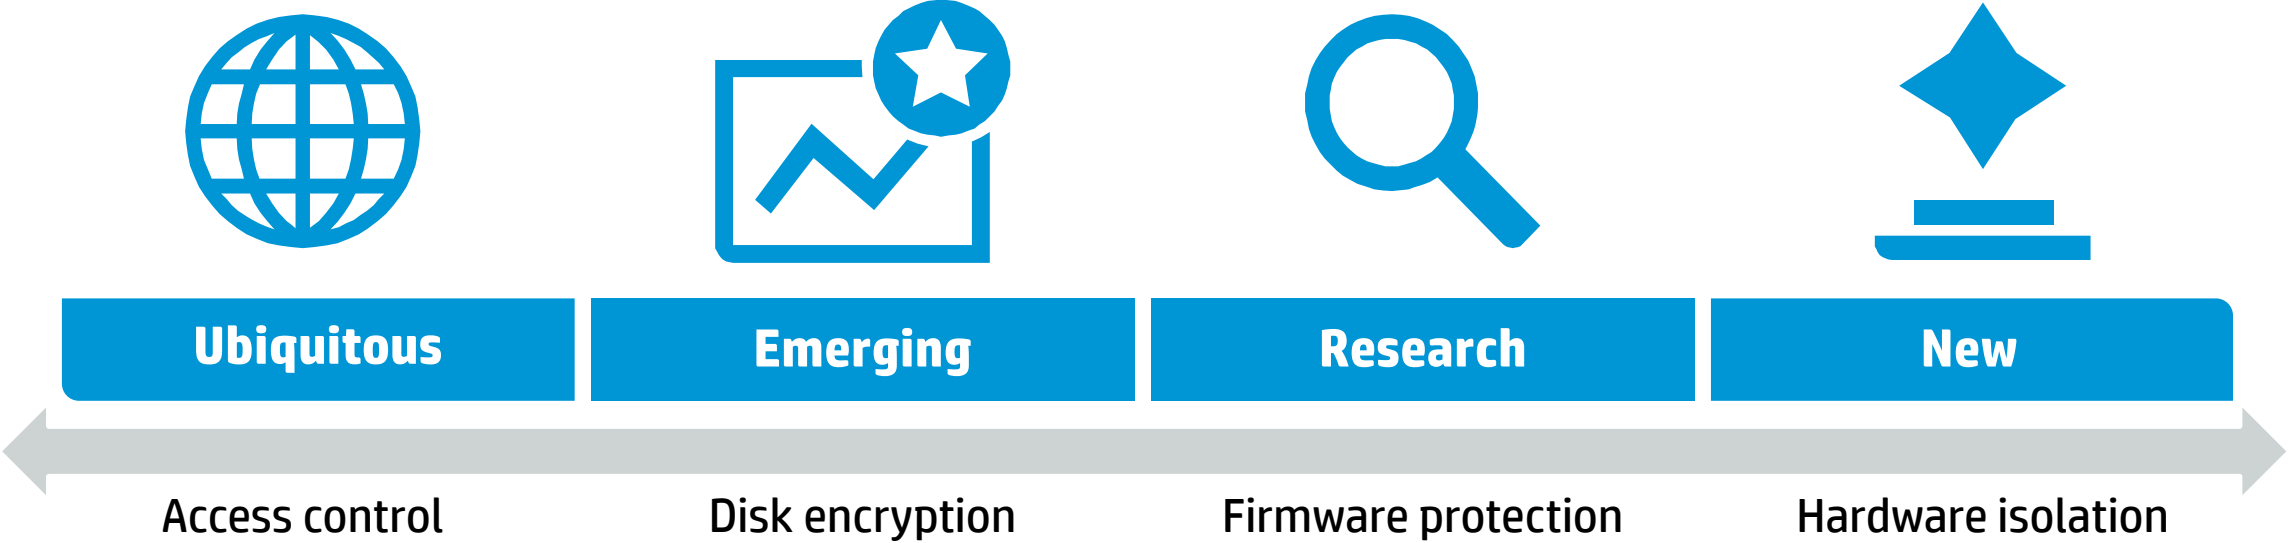 Ubiquitous
Emerging
Research
New
Access control
Disk encryption
Firmware protection
Hardware isolation